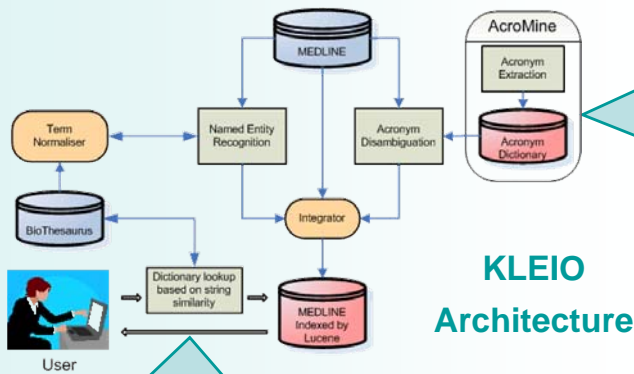 MEDLINE
AcroMine
Acronym
Extraction
Term
Normaliser
Named Entity
Recognition
Acronym
Disambiguation
Acronym
Dictionary
BioThesaurus
Integrator
Dictionary lookup
based on string
similarity
MEDLINE
Indexed by
Lucene
User
KLEIO
Architecture